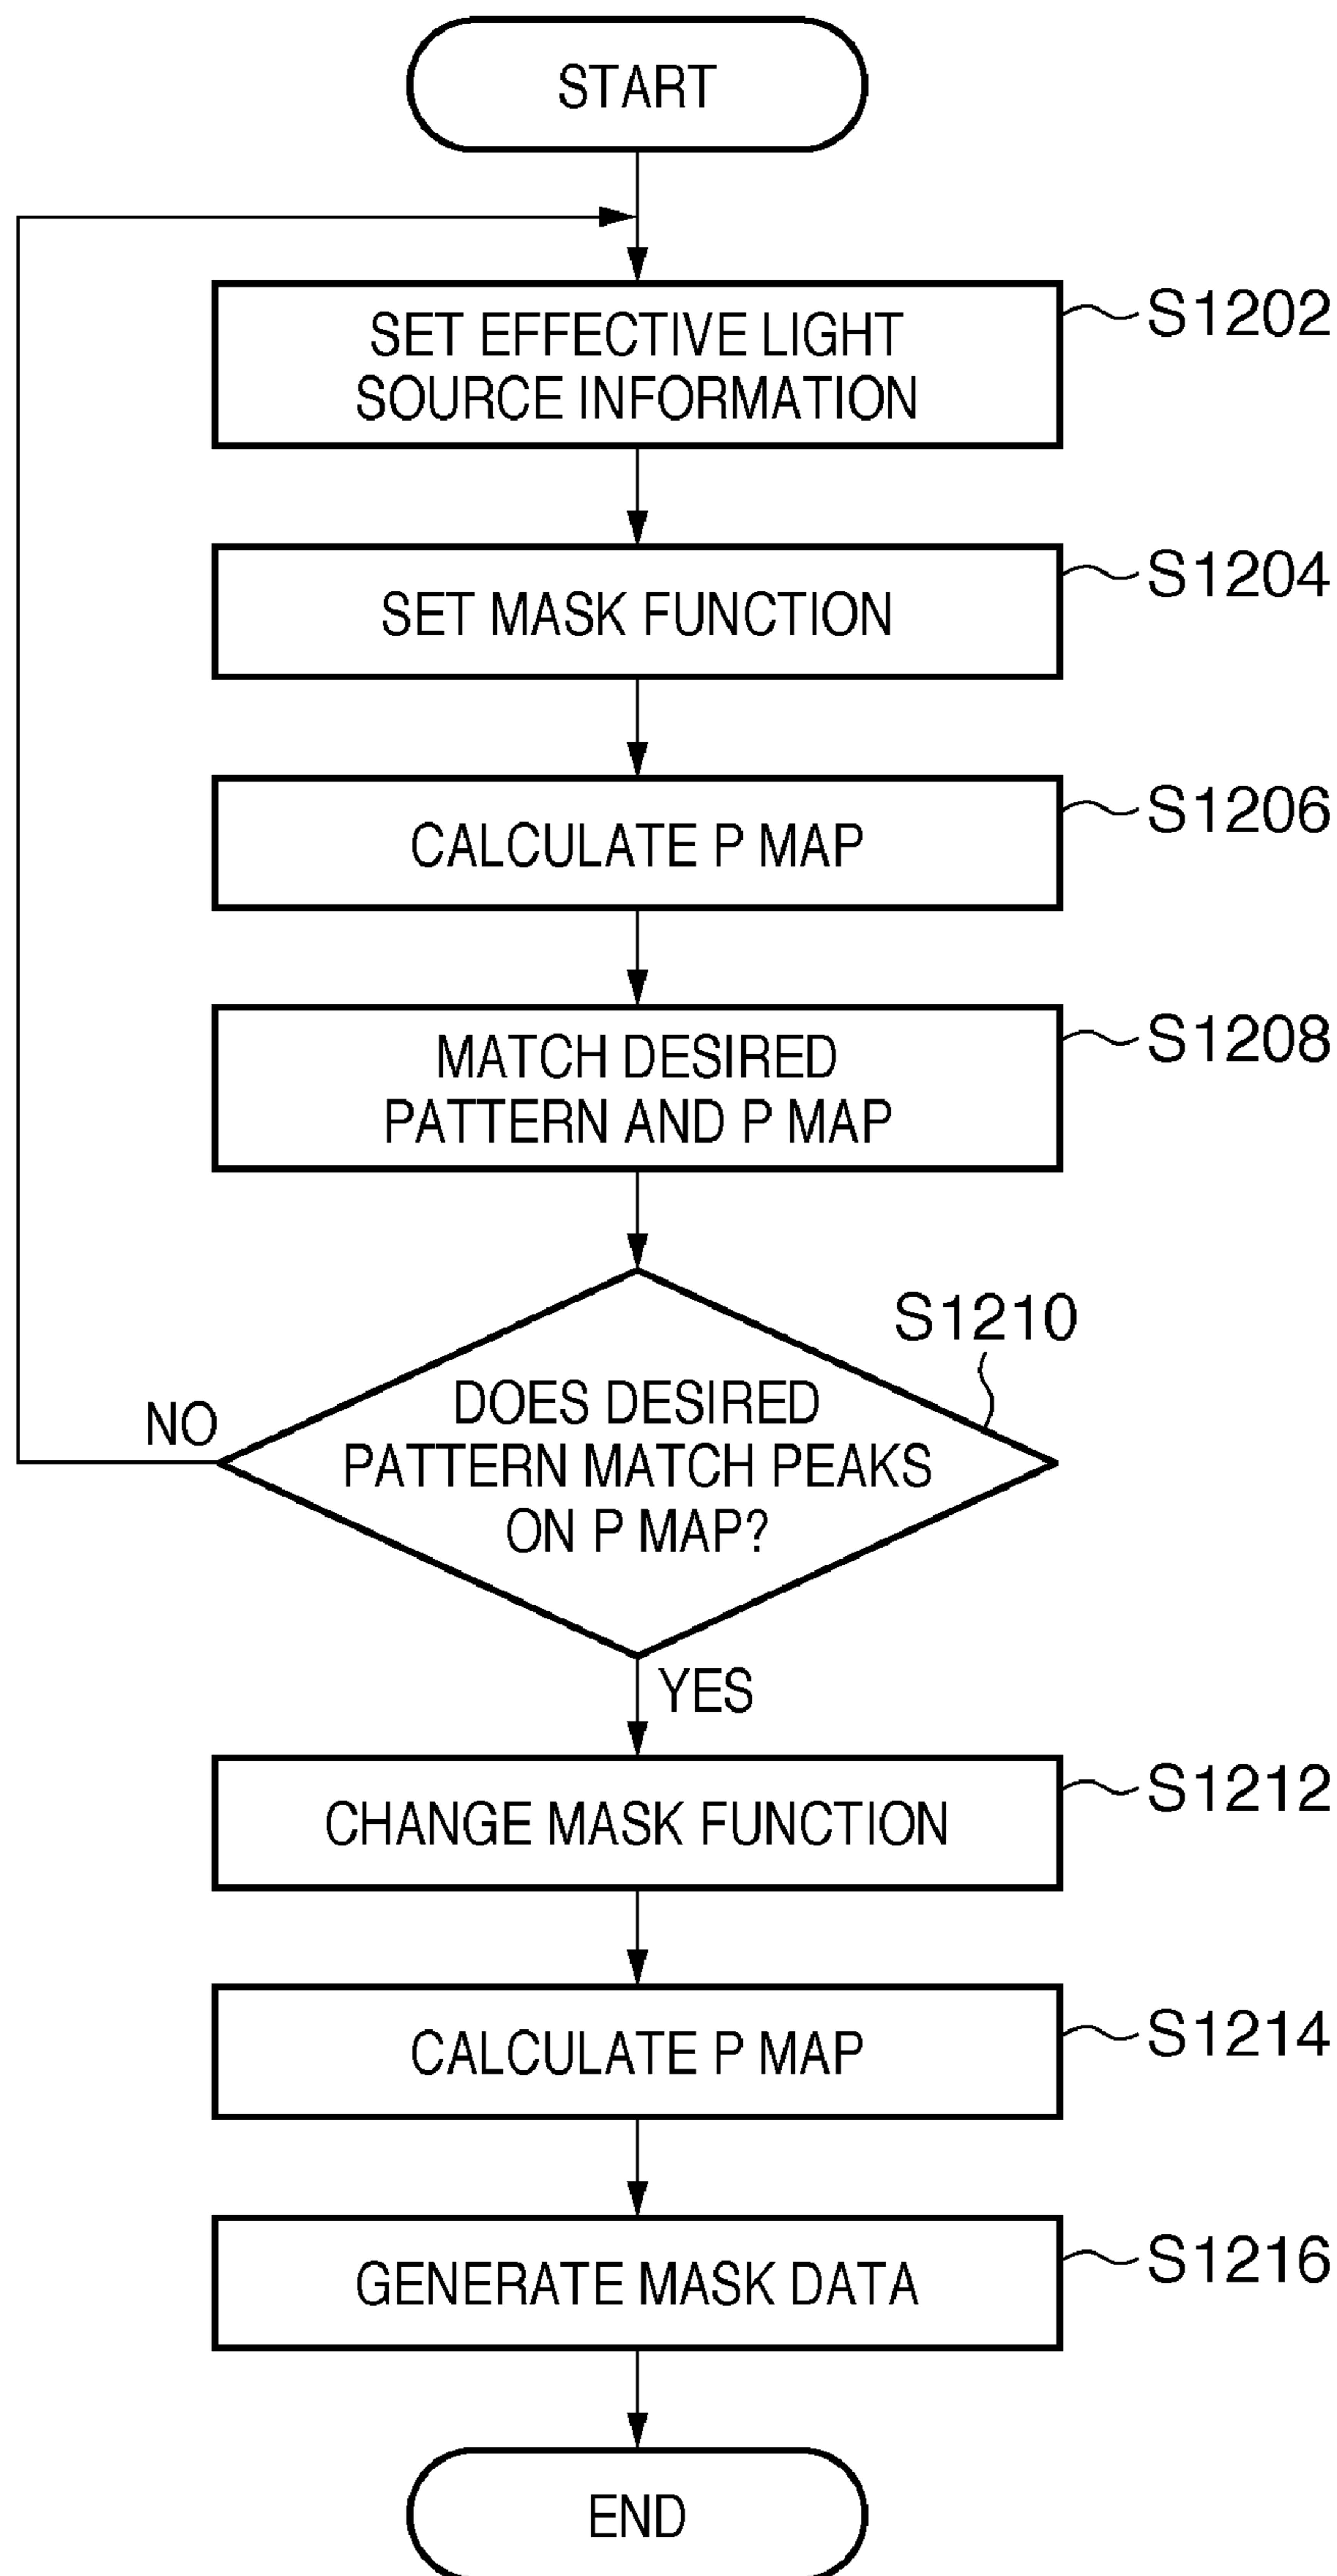 START
SET EFFECTIVE LIGHT
SOURCE INFORMATION
S1202
SET MASK FUNCTION
S1204
CALCULATE P MAP
S1206
MATCH DESIRED
PATTERN AND P MAP
S1208
S1210
DOES DESIRED
PATTERN MATCH PEAKS
ON P MAP?
NO
YES
CHANGE MASK FUNCTION
S1212
CALCULATE P MAP
S1214
GENERATE MASK DATA
S1216
END